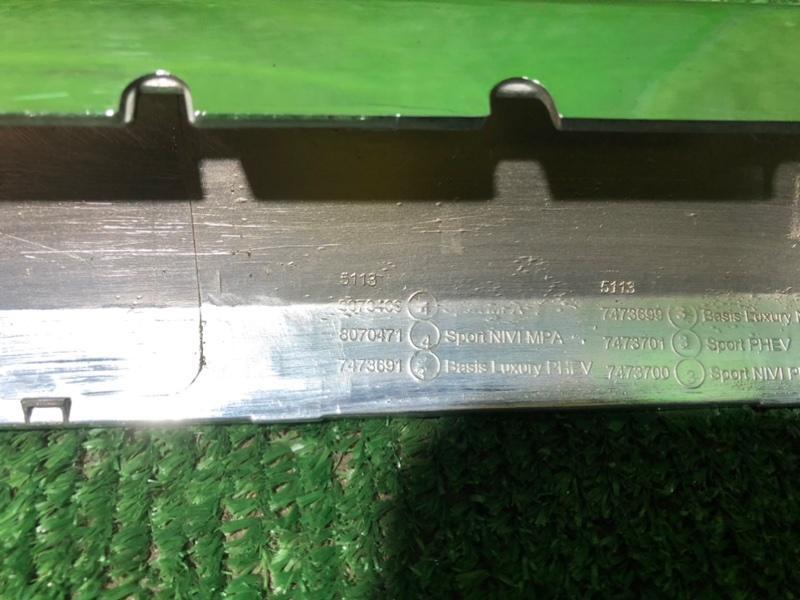 5113
8070471 4 Sport NIVI MPA
7473691 Basis Luxury PHEV
5113
7473699 3 Basis Luxury
7473701 3 Sport PHEV
7473700 3 Sport NIVI